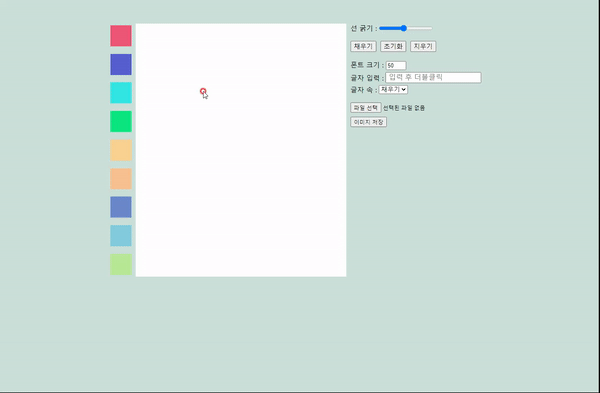 선 굵기 :
채우기 초기화 지우기
폰트 크기 : 50
글자 입력 : 입력 후 더블클릭
글자 속 : 채우기
파일 선택 선택된 파일 없음
이미지 저장